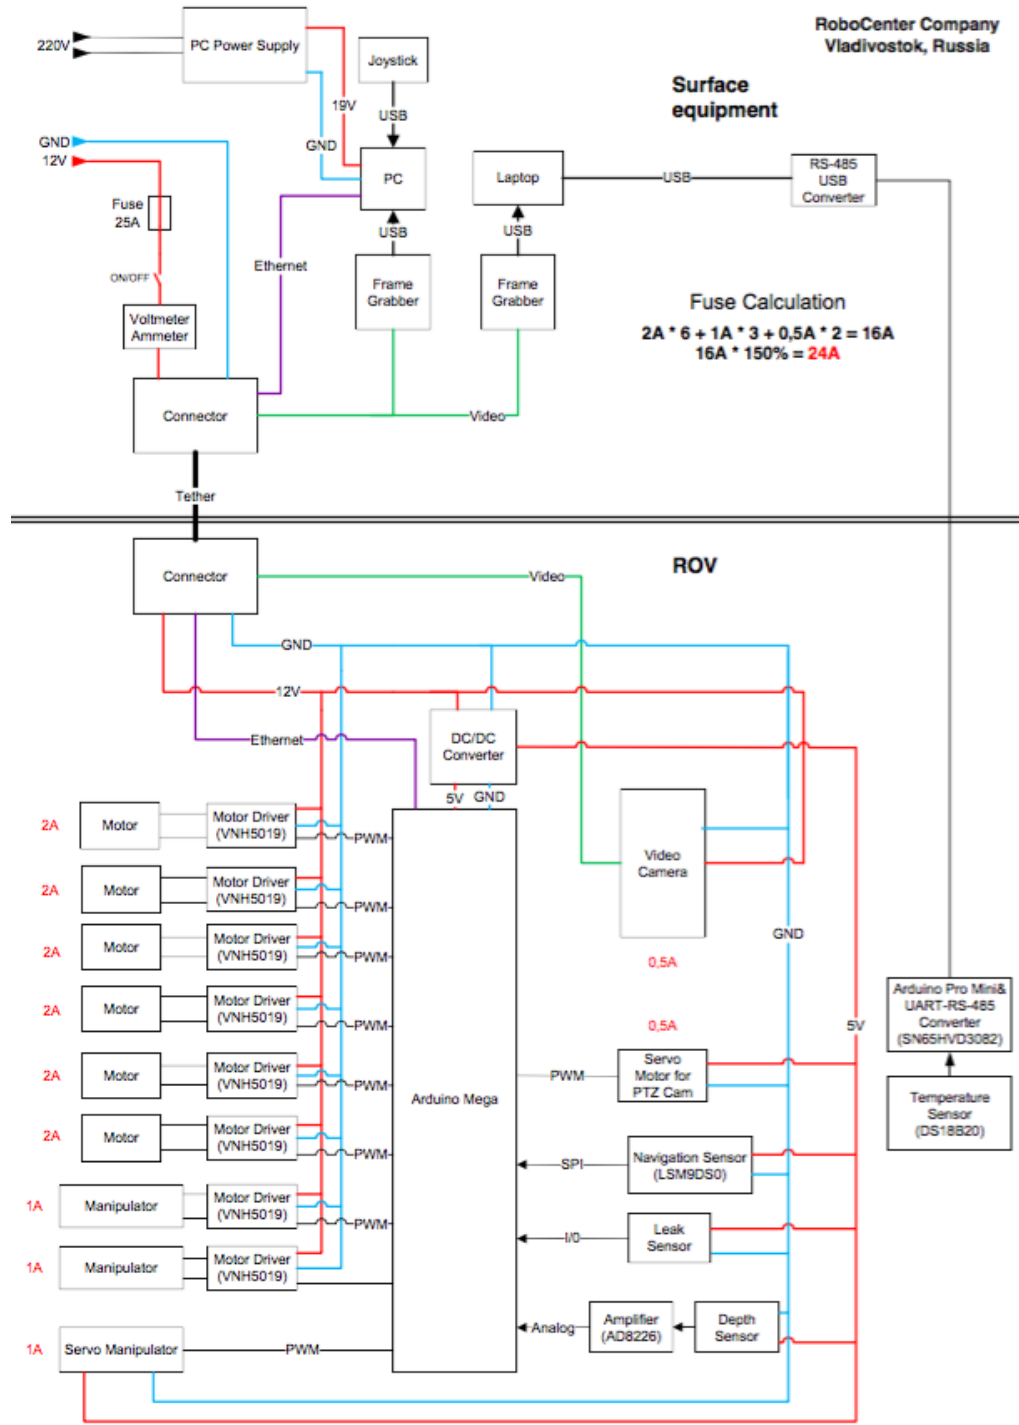 RoboCenter Company
Vladivostok, Russia
220V
PC Power Supply
Joystick
Surface
equipment
19V
USB
GND
GND
12V
PC
Laptop
USB
RS-485
USB
Converter
Fuse
25A
USB
USB
Ethernet
ON/OFF
Frame
Grabber
Frame
Grabber
Fuse Calculation
2A * 6 + 1A * 3 + 0,5A * 2 = 16A
16A * 150% = 24A
Voltmeter
Ammeter
Connector
Video
Tether
ROV
Connector
Video
GND
12V
Ethernet
DC/DC
Converter
5V
GND
2A
Motor
Motor Driver
(VNH5019)
PWM
2A
Motor
Motor Driver
(VNH5019)
PWM
2A
Motor
Motor Driver
(VNH5019)
PWM
2A
Motor
Motor Driver
(VNH5019)
PWM
2A
Motor
Motor Driver
(VNH5019)
PWM
2A
Motor
Motor Driver
(VNH5019)
PWM
1A
Manipulator
Motor Driver
(VNH5019)
PWM
1A
Manipulator
Motor Driver
(VNH5019)
1A
Servo Manipulator
PWM
Arduino Mega
Video
Camera
GND
0,5A
0,5A
5V
Arduino Pro Mini&
UART-RS-485
Converter
(SN65HVD3082)
PWM
Servo
Motor for
PTZ Cam
Temperature
Sensor
(DS18B20)
SPI
Navigation Sensor
(LSM9DS0)
I/0
Leak
Sensor
Analog
Amplifier
(AD8226)
Depth
Sensor